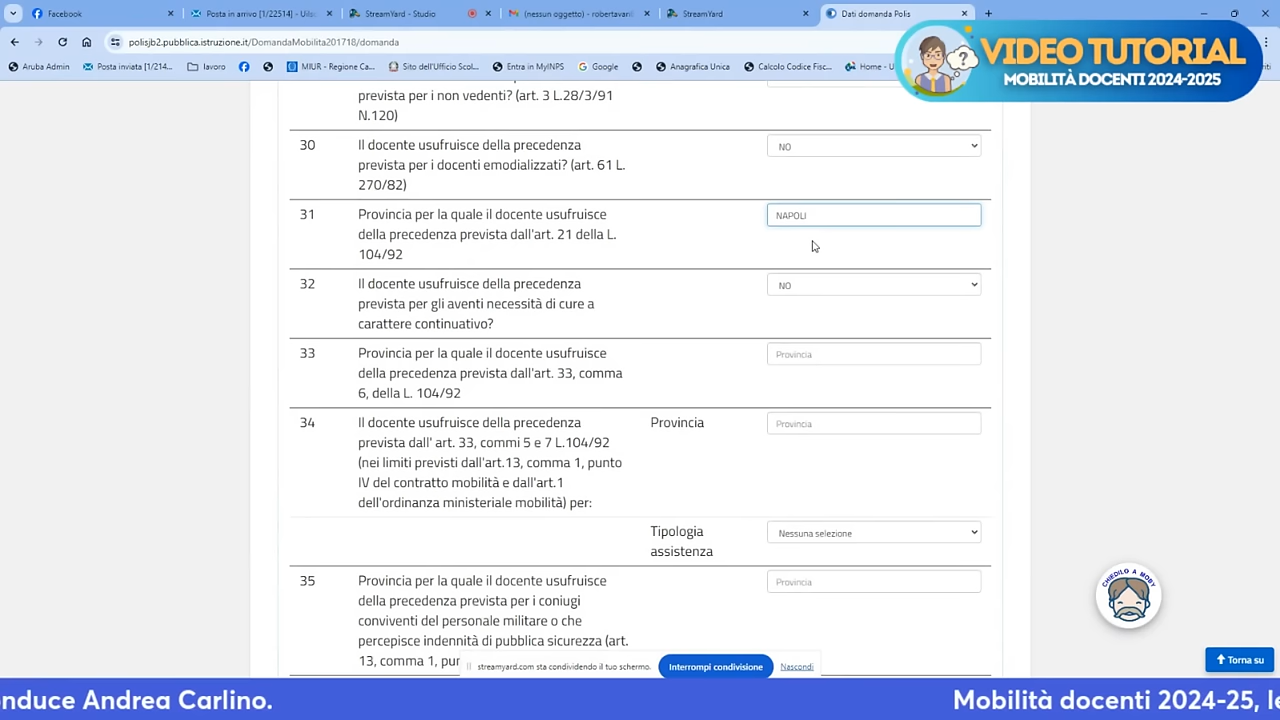 Facebook
Posta in arrivo [1/22514] - Uilsc
StreamYard - Studio
(nessun oggetto) - robertavaril
StreamYard
Dati domanda Polis
polisjb2.pubblica.istruzione.it/DomandaMobilita201718/domanda
Aruba Admin
Posta inviata [1/214...
lavoro
MIUR - Regione Ca...
Sito dell'Ufficio Scol...
Entra in MyINPS
Google
Anagrafica Unica
Calcolo Codice Fisc...
Home - U
VIDEO TUTORIAL
MOBILITÀ DOCENTI 2024-2025
prevista per i non vedenti? (art. 3 L.28/3/91
N.120)
30
Il docente usufruisce della precedenza
prevista per i docenti emodializzati? (art. 61 L.
270/82)
NO
31
Provincia per la quale il docente usufruisce
della precedenza prevista dall'art. 21 della L.
104/92
NAPOLI
32
Il docente usufruisce della precedenza
prevista per gli aventi necessità di cure a
carattere continuativo?
NO
33
Provincia per la quale il docente usufruisce
della precedenza prevista dall'art. 33, comma
6, della L. 104/92
Provincia
34
Il docente usufruisce della precedenza
prevista dall' art. 33, commi 5 e 7 L.104/92
(nei limiti previsti dall'art.13, comma 1, punto
IV del contratto mobilità e dall'art.1
dell'ordinanza ministeriale mobilità) per:
Provincia
Provincia
Tipologia
assistenza
Nessuna selezione
35
Provincia per la quale il docente usufruisce
della precedenza prevista per i coniugi
conviventi del personale militare o che
percepisce indennità di pubblica sicurezza (art.
13, comma 1, pun
Provincia
CHIEDILO A MOBY
streamyard.com sta condividendo il tuo schermo.
Interrompi condivisione
Nascondi
Torna su
onduce Andrea Carlino.
Mobilità docenti 2024-25, le